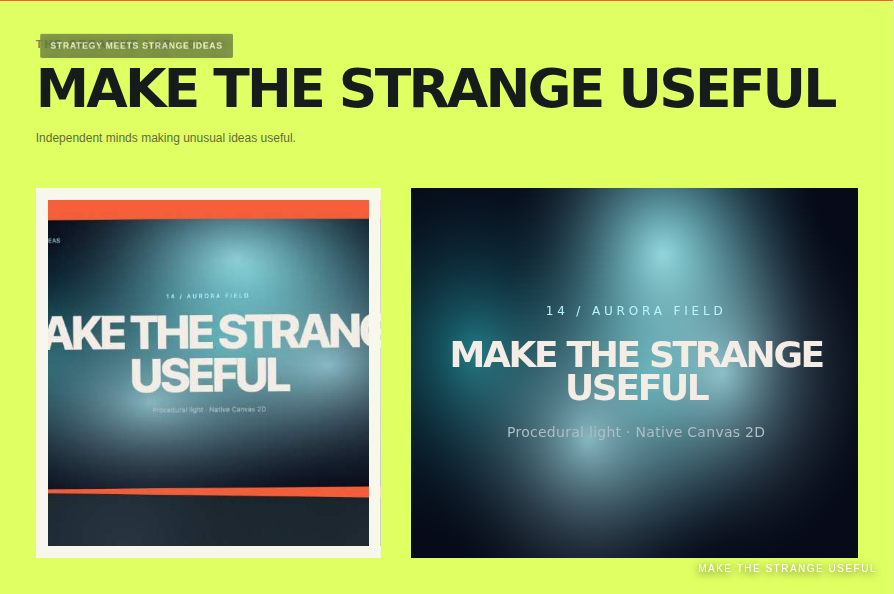 STRATEGY MEETS STRANGE IDEAS
MAKE THE STRANGE USEFUL
Independent minds making unusual ideas useful.
EAS
14 / AURORA FIELD
AKE THE STRANG
USEFUL
Procedural light · Native Canvas 2D
14 / AURORA FIELD
MAKE THE STRANGE
USEFUL
Procedural light · Native Canvas 2D
MAKE THE STRANGE USEFUL